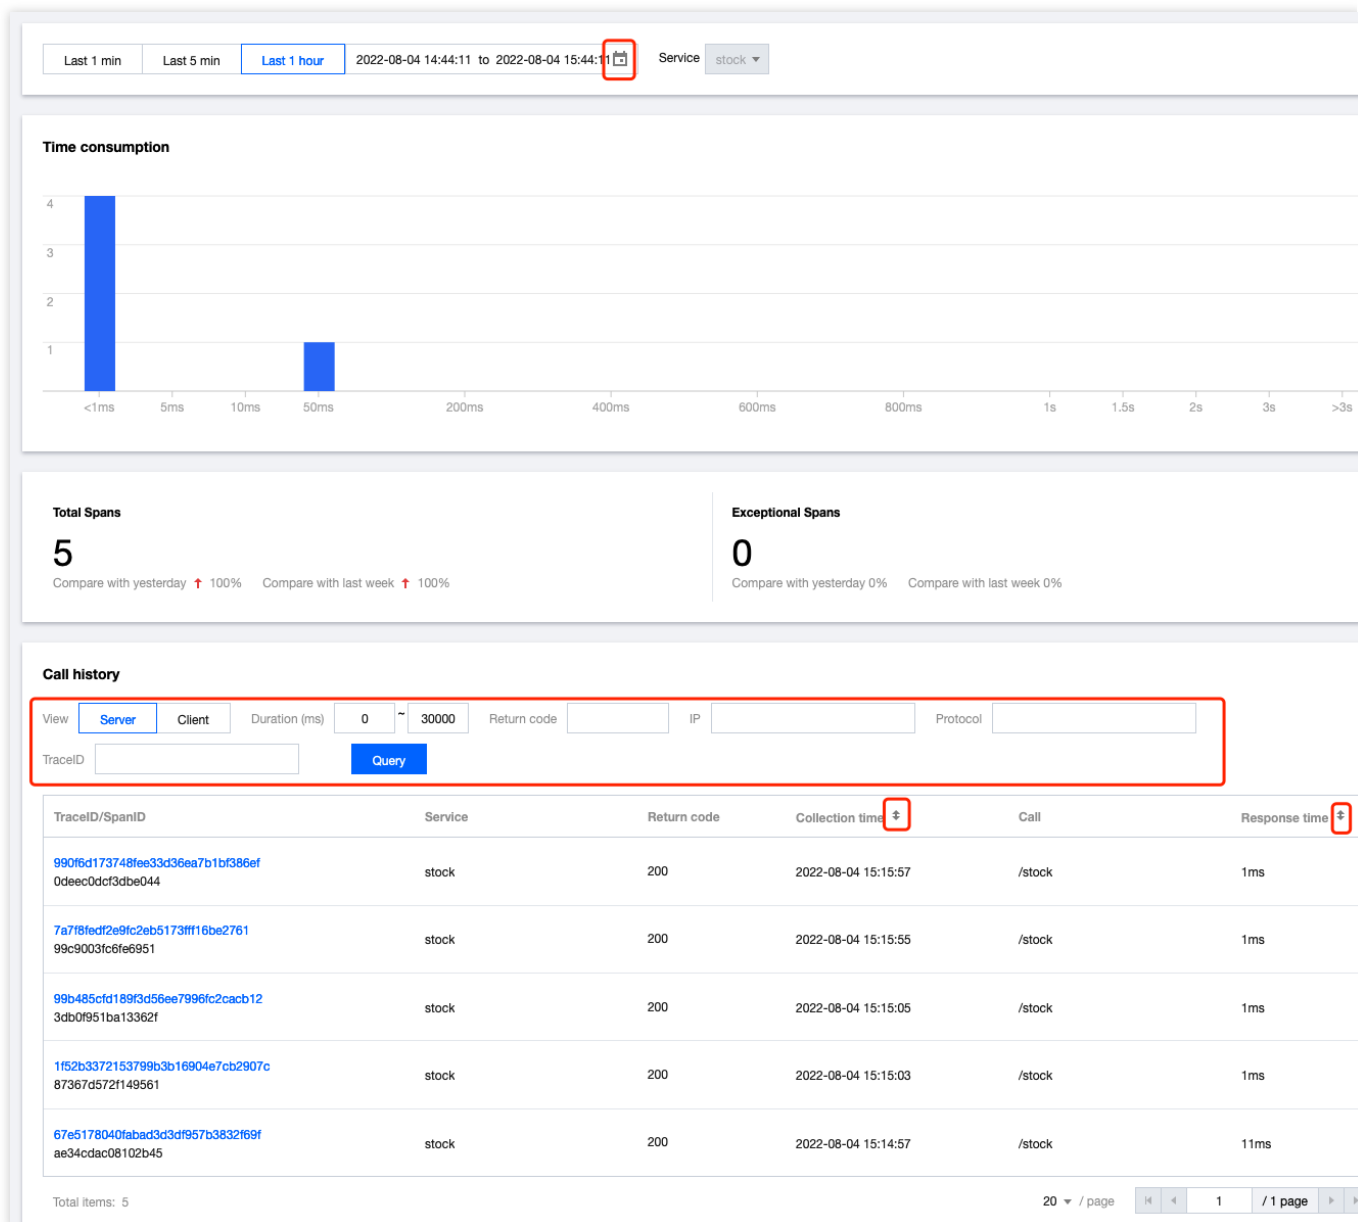 Last 1 min Last 5 min Last 1 hour 2022-08-04 14:44:11 to 2022-08-04 15:44:11 Service stock
Time consumption
4
3
2
1
<1ms 5ms 10ms 50ms 200ms 400ms 600ms 800ms 1s 1.5s 2s 3s >3s
Total Spans Exceptional Spans
5 0
Compare with yesterday ↑ 100% Compare with last week ↑ 100% Compare with yesterday 0% Compare with last week 0%
Call history
View Server Client Duration (ms) 0 ~ 30000 Return code IP Protocol
TraceID Query
TraceID/SpanID Service Return code Collection time Call Response time
990f6d173748fee33d36ea7b1bf386ef
0deec0dcf3dbe044 stock 200 2022-08-04 15:15:57 /stock 1ms
7a7f8fedf2e9fc2eb5173fff16be2761
99c9003fc6fe6951 stock 200 2022-08-04 15:15:55 /stock 1ms
99b485cfd189f3d56ee7996fc2cacb12
3db0f951ba13362f stock 200 2022-08-04 15:15:05 /stock 1ms
1f52b3372153799b3b16904e7cb2907c
87367d572f149561 stock 200 2022-08-04 15:15:03 /stock 1ms
67e5178040fabad3d3df957b3832f69f
ae34cdac08102b45 stock 200 2022-08-04 15:14:57 /stock 11ms
Total items: 5 20 / page 1 / 1 page